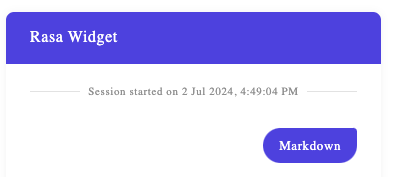 Rasa Widget
Session started on 2 Jul 2024, 4:49:04 PM
Markdown